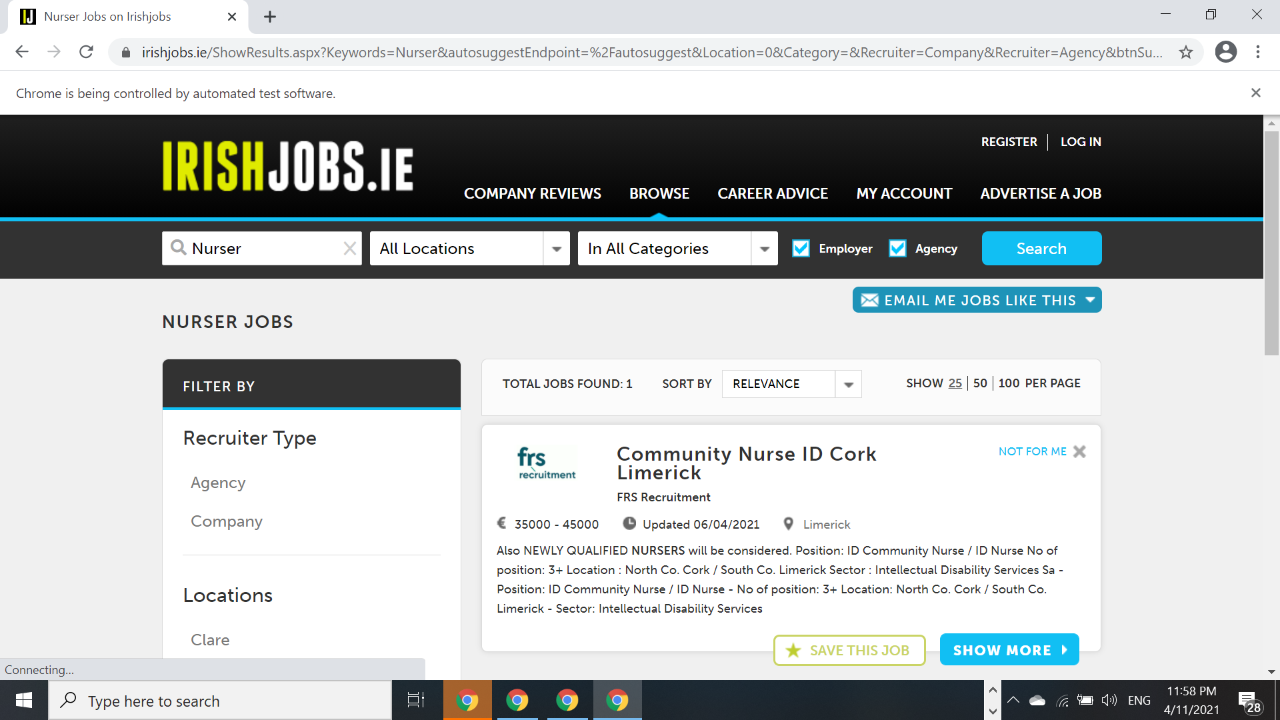 Nurser Jobs on Irishjobs
irishjobs.ie/ShowResults.aspx?Keywords=Nurser&autosuggestEndpoint=%2Fautosuggest&Location=0&Category=&Recruiter=Company&Recruiter=Agency&btnSu...
Chrome is being controlled by automated test software.
REGISTER LOG IN
IRISHJOBS.IE
COMPANY REVIEWS BROWSE CAREER ADVICE MY ACCOUNT ADVERTISE A JOB
Nurser All Locations In All Categories Employer Agency Search
EMAIL ME JOBS LIKE THIS
NURSER JOBS
FILTER BY
Recruiter Type
Agency
Company
Locations
Clare
TOTAL JOBS FOUND: 1 SORT BY RELEVANCE SHOW 25 50 100 PER PAGE
frs
recruitment
Community Nurse ID Cork
Limerick
NOT FOR ME
FRS Recruitment
€ 35000 - 45000 Updated 06/04/2021 Limerick
Also NEWLY QUALIFIED NURSERS will be considered. Position: ID Community Nurse / ID Nurse No of
position: 3+ Location : North Co. Cork / South Co. Limerick Sector : Intellectual Disability Services Sa -
Position: ID Community Nurse / ID Nurse - No of position: 3+ Location: North Co. Cork / South Co.
Limerick - Sector: Intellectual Disability Services
SAVE THIS JOB SHOW MORE
Connecting...
Type here to search
ENG
11:58 PM
4/11/2021
28